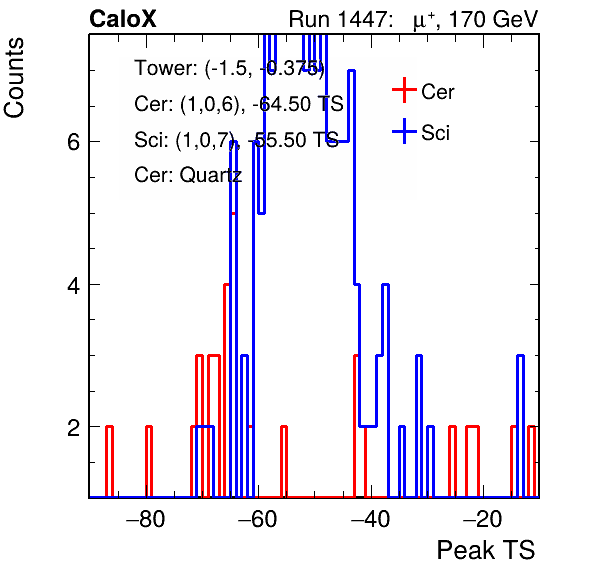 CaloX
Run 1447: μ+, 170 GeV
Counts
Tower: (-1.5, -0.375)
Cer: (1,0,6), -64.50 TS
Sci: (1,0,7), -55.50 TS
Cer: Quartz
Cer
Sci
6
4
2
−80
−60
−40
−20
Peak TS